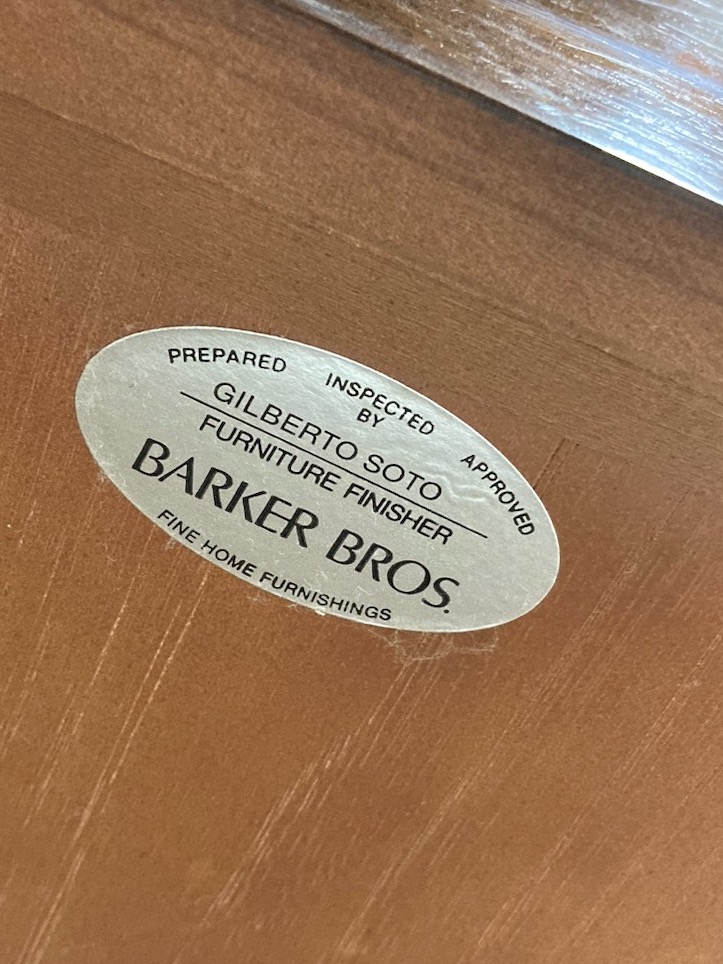 PREPARED INSPECTED APPROVED
BY
GILBERTO SOTO
FURNITURE FINISHER
BARKER BROS.
FINE HOME FURNISHINGS